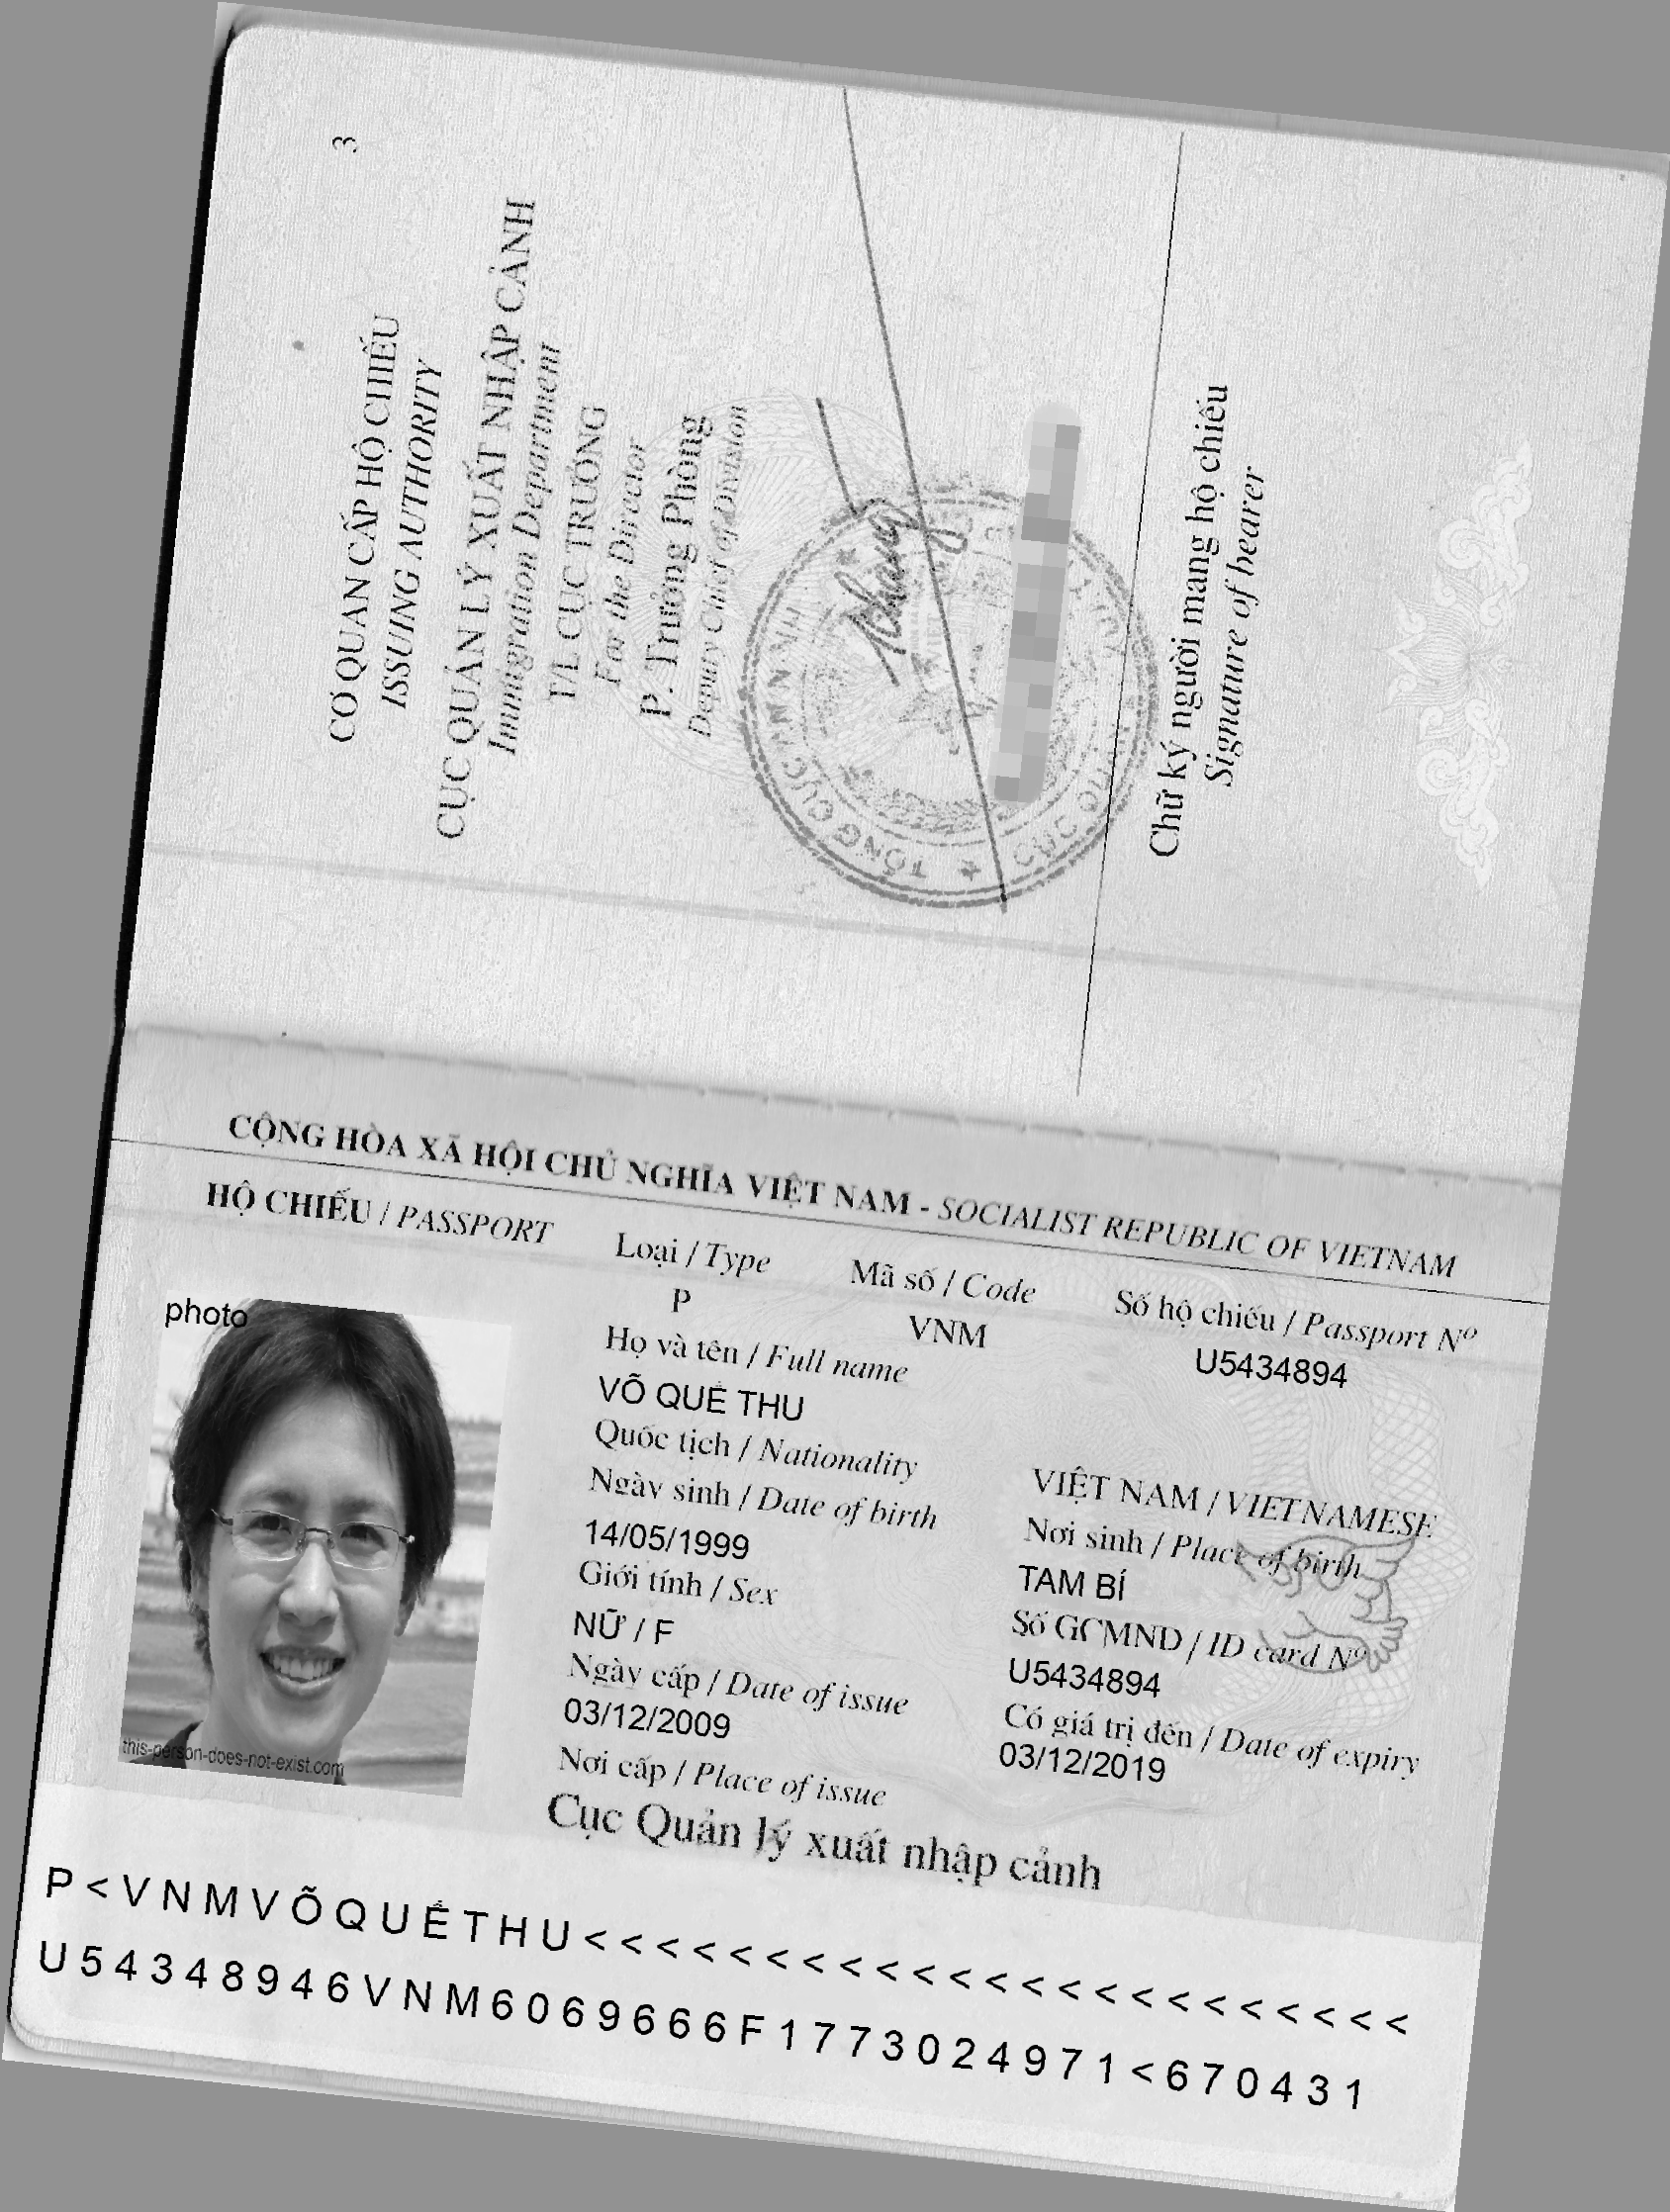 3
CƠ QUAN CẤP HỘ CHIẾU
ISSUING AUTHORITY
CỤC QUẢN LÝ XUẤT NHẬP CẢNH
Immigration Department
T/L CỤC TRƯỞNG
For the Director
P. Trưởng Phòng
Deputy Chief of Division
TỔNG CỤC AN NINH
Chữ ký người mang hộ chiếu
Signature of bearer
CỘNG HÒA XÃ HỘI CHỦ NGHĨA VIỆT NAM - SOCIALIST REPUBLIC OF VIETNAM
HỘ CHIẾU / PASSPORT
Loại / Type
Mã số / Code
Số hộ chiếu / Passport Nº
P
VNM
U5434894
photo
Họ và tên / Full name
VÕ QUẾ THU
Quốc tịch / Nationality
VIỆT NAM / VIETNAMESE
Ngày sinh / Date of birth
Nơi sinh / Place of birth
14/05/1999
TAM BÍ
Giới tính / Sex
Số GCMND / ID card Nº
NỮ / F
U5434894
Ngày cấp / Date of issue
Có giá trị đến / Date of expiry
03/12/2009
03/12/2019
Nơi cấp / Place of issue
Cục Quản lý xuất nhập cảnh
this-person-does-not-exist.com
P<VNMVÕQUẾTHU<<<<<<<<<<<<<<<<<<<<<<<
U54348946VNM6069666F1773024971<670431